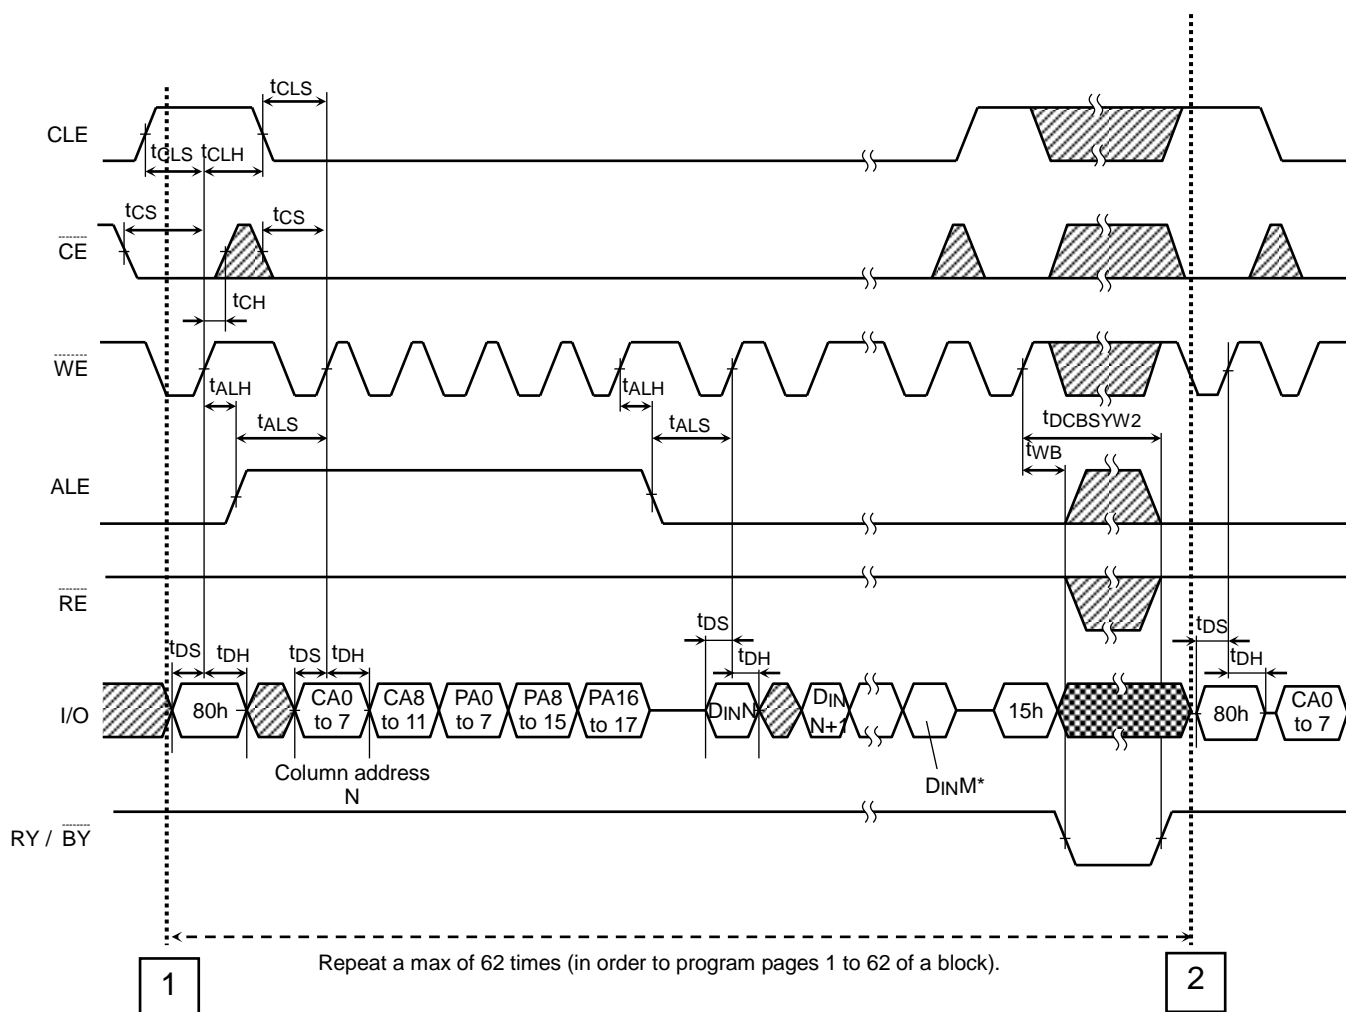 tCLS
CLE
tCLS
tCLH
tCS
tCS
CE
tCH
WE
tALH
tALH
tALS
tALS
tDCBSYW2
tWB
ALE
RE
tDS
tDH
tDS
tDH
tDS
tDH
tDS
tDH
I/O
80h
CA0
to 7
CA8
to 11
PA0
to 7
PA8
to 15
PA16
to 17
DINN
DIN
N+1
15h
80h
CA0
to 7
Column address
N
DINM*
RY / BY
Repeat a max of 62 times (in order to program pages 1 to 62 of a block).
1
2